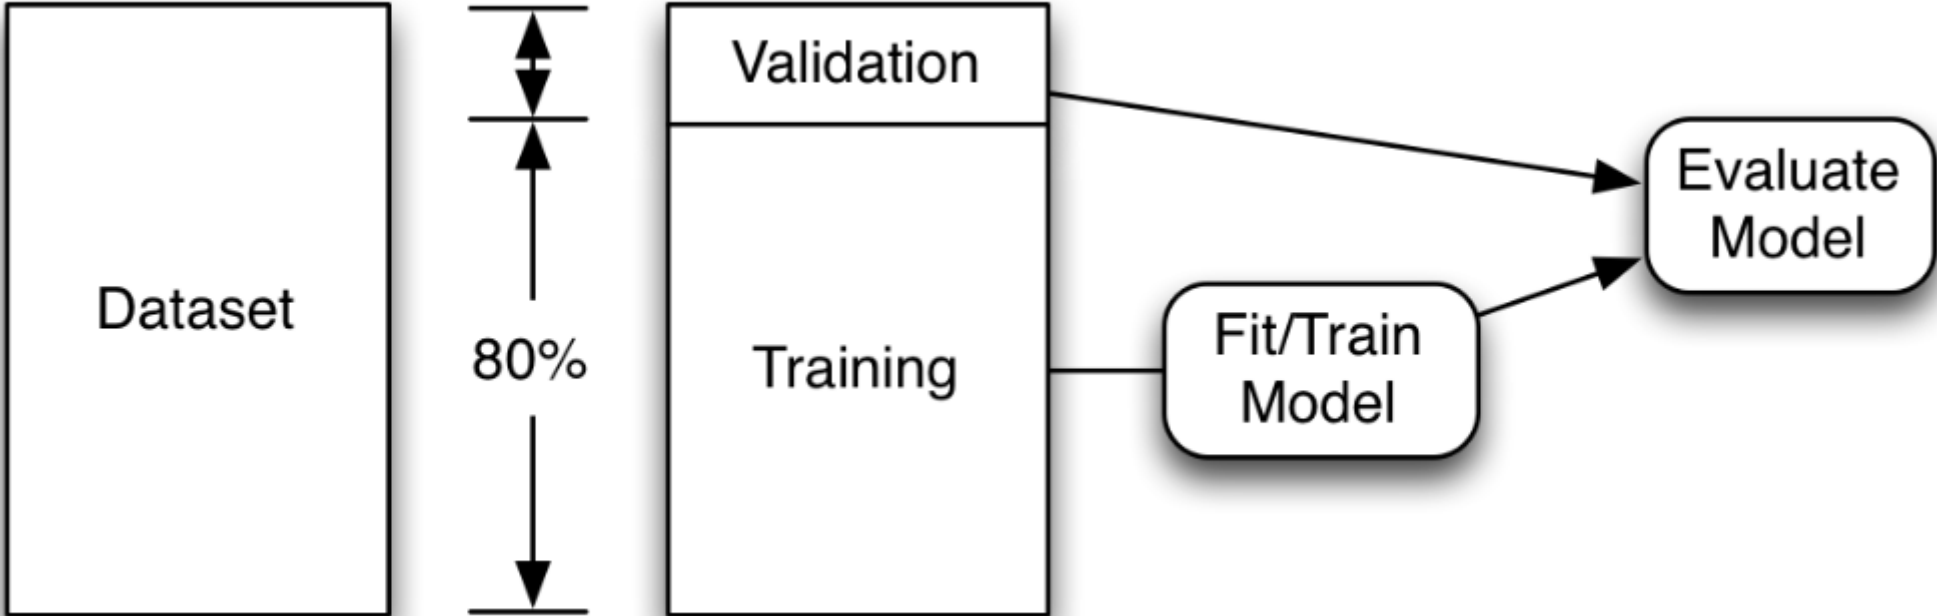 Dataset
80%
Validation
Training
Fit/Train
Model
Evaluate
Model